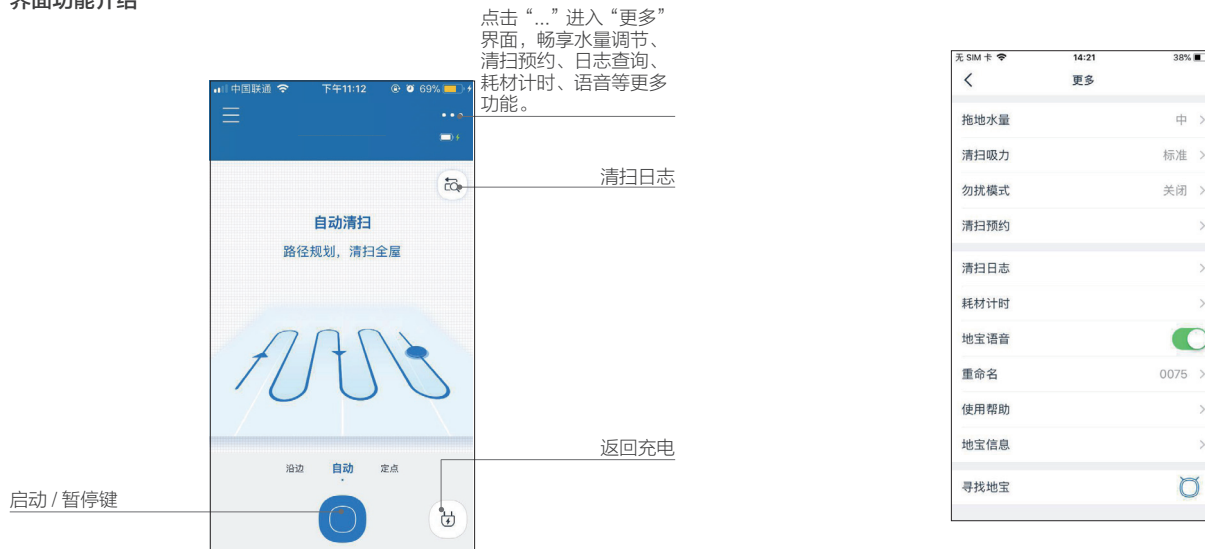 界面功能介绍
点击“...”进入“更多”
界面，畅享水量调节、
清扫预约、日志查询、
耗材计时、语音等更多
功能。
中国联通 下午11:12 69%
清扫日志
自动清扫
路径规划，清扫全屋
返回充电
沿边 自动 定点
启动 / 暂停键
无 SIM 卡 14:21 38%
更多
拖地水量 中
清扫吸力 标准
勿扰模式 关闭
清扫预约
清扫日志
耗材计时
地宝语音
重命名 0075
使用帮助
地宝信息
寻找地宝